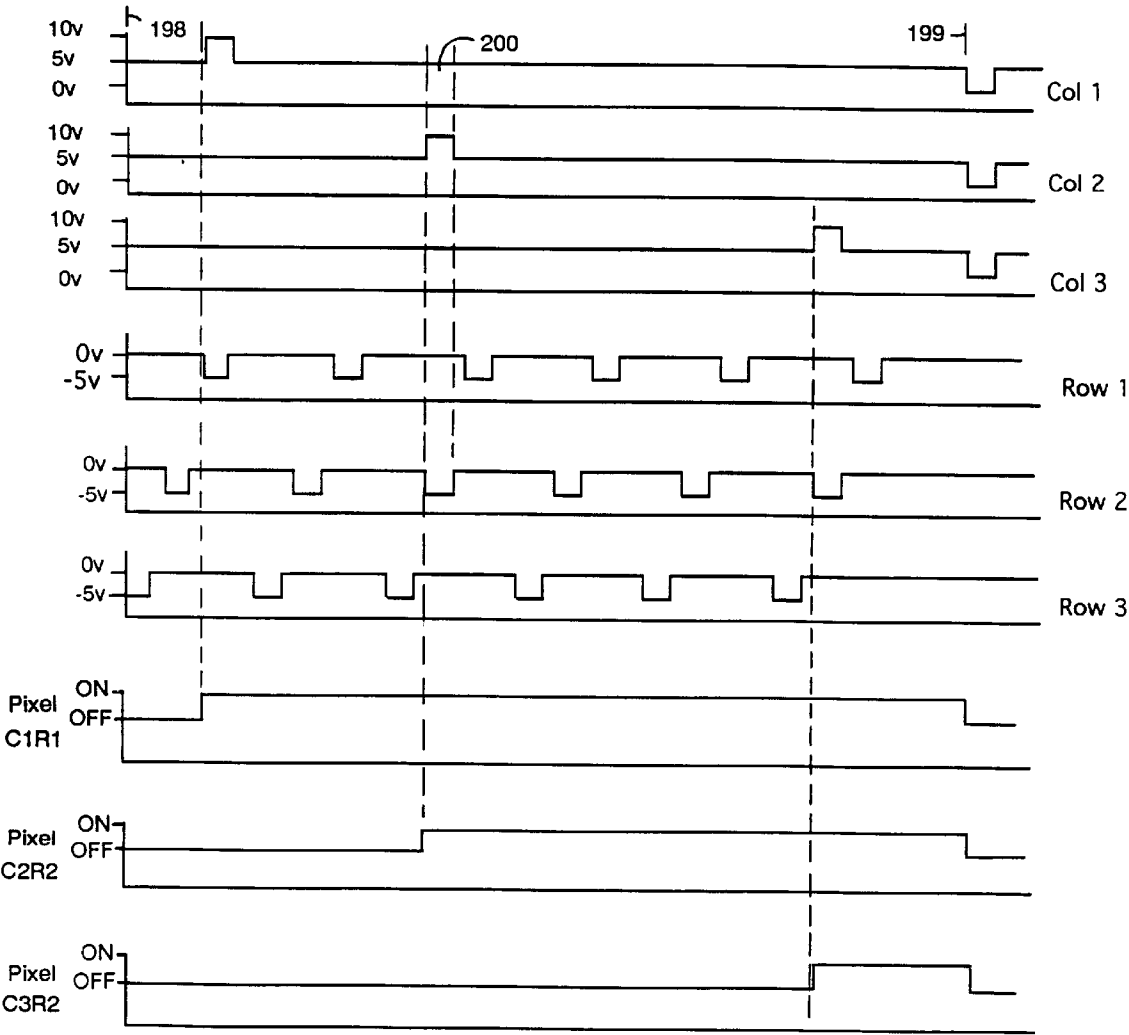 198
10v
5v
0v
200
199
Col 1
10v
5v
0v
Col 2
10v
5v
0v
Col 3
0v
-5v
Row 1
0v
-5v
Row 2
0v
-5v
Row 3
ON
OFF
Pixel
C1R1
ON
OFF
Pixel
C2R2
ON
OFF
Pixel
C3R2